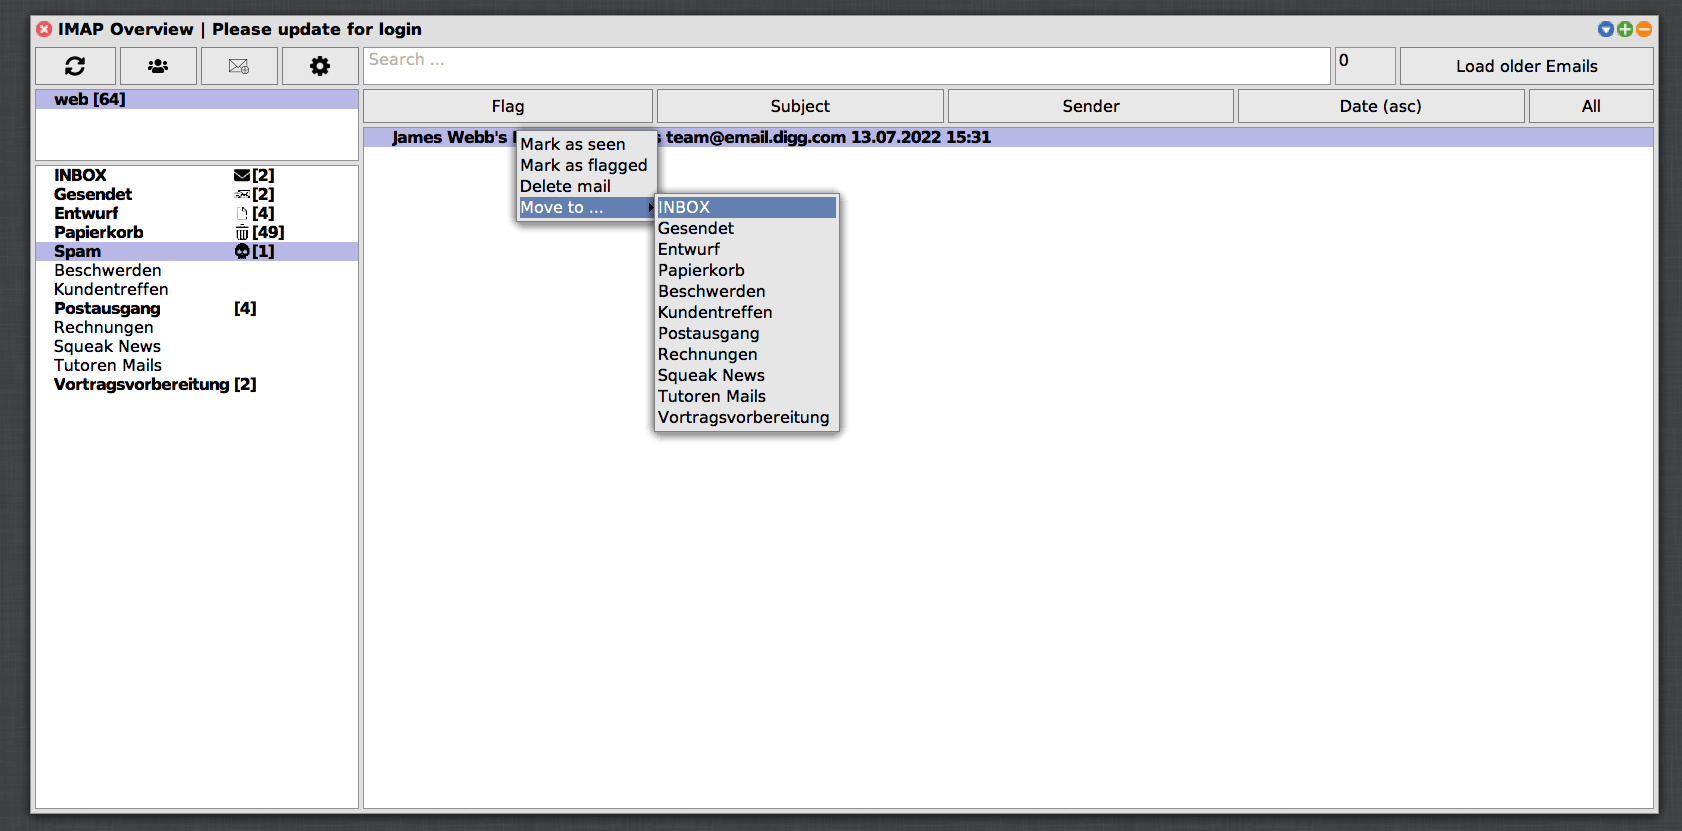 IMAP Overview | Please update for login
Search ...
0
Load older Emails
web [64]
Flag
Subject
Sender
Date (asc)
All
James Webb's team@email.digg.com 13.07.2022 15:31
Mark as seen
Mark as flagged
Delete mail
Move to ...
INBOX
Gesendet
Entwurf
Papierkorb
Beschwerden
Kundentreffen
Postausgang
Rechnungen
Squeak News
Tutoren Mails
Vortragsvorbereitung
INBOX [2]
Gesendet [2]
Entwurf [4]
Papierkorb [49]
Spam [1]
Beschwerden
Kundentreffen
Postausgang [4]
Rechnungen
Squeak News
Tutoren Mails
Vortragsvorbereitung [2]